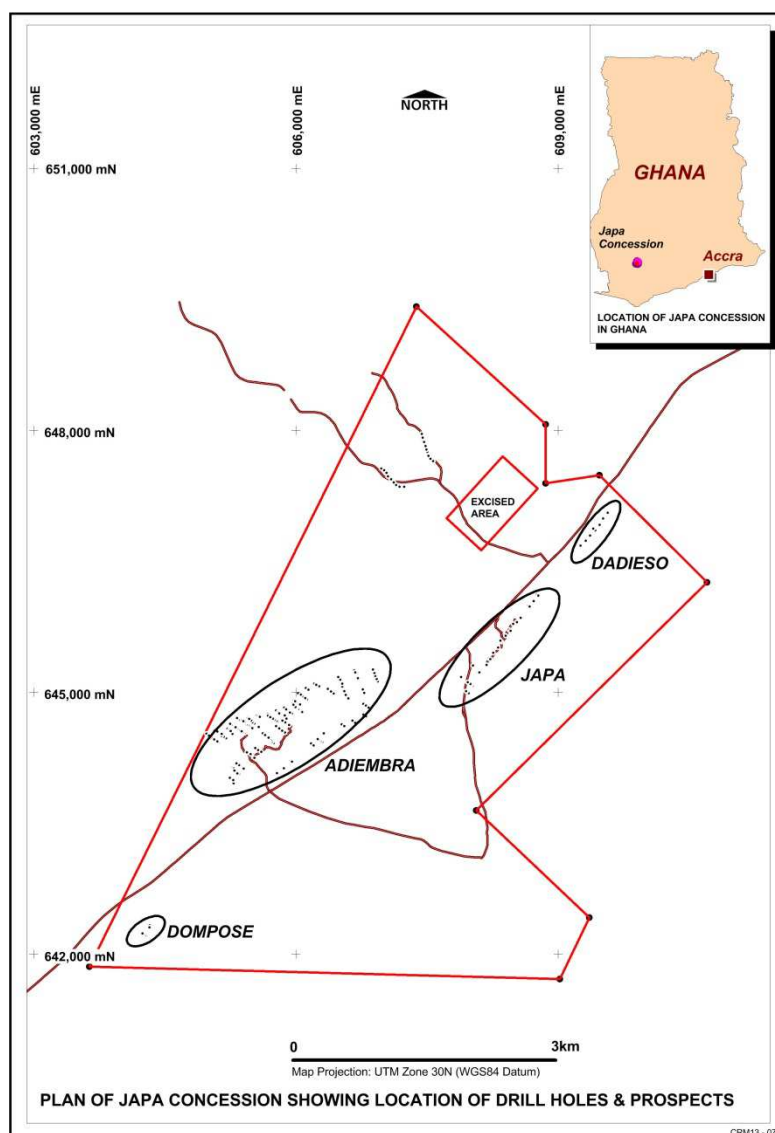 603,000 mE
606,000 mE
609,000 mE
NORTH
651,000 mN
GHANA
Japa
Concession
Accra
LOCATION OF JAPA CONCESSION
IN GHANA
648,000 mN
EXCISED
AREA
DADIESO
JAPA
645,000 mN
ADIEMBRA
DOMPOSE
642,000 mN
0
3km
Map Projection: UTM Zone 30N (WGS84 Datum)
PLAN OF JAPA CONCESSION SHOWING LOCATION OF DRILL HOLES & PROSPECTS